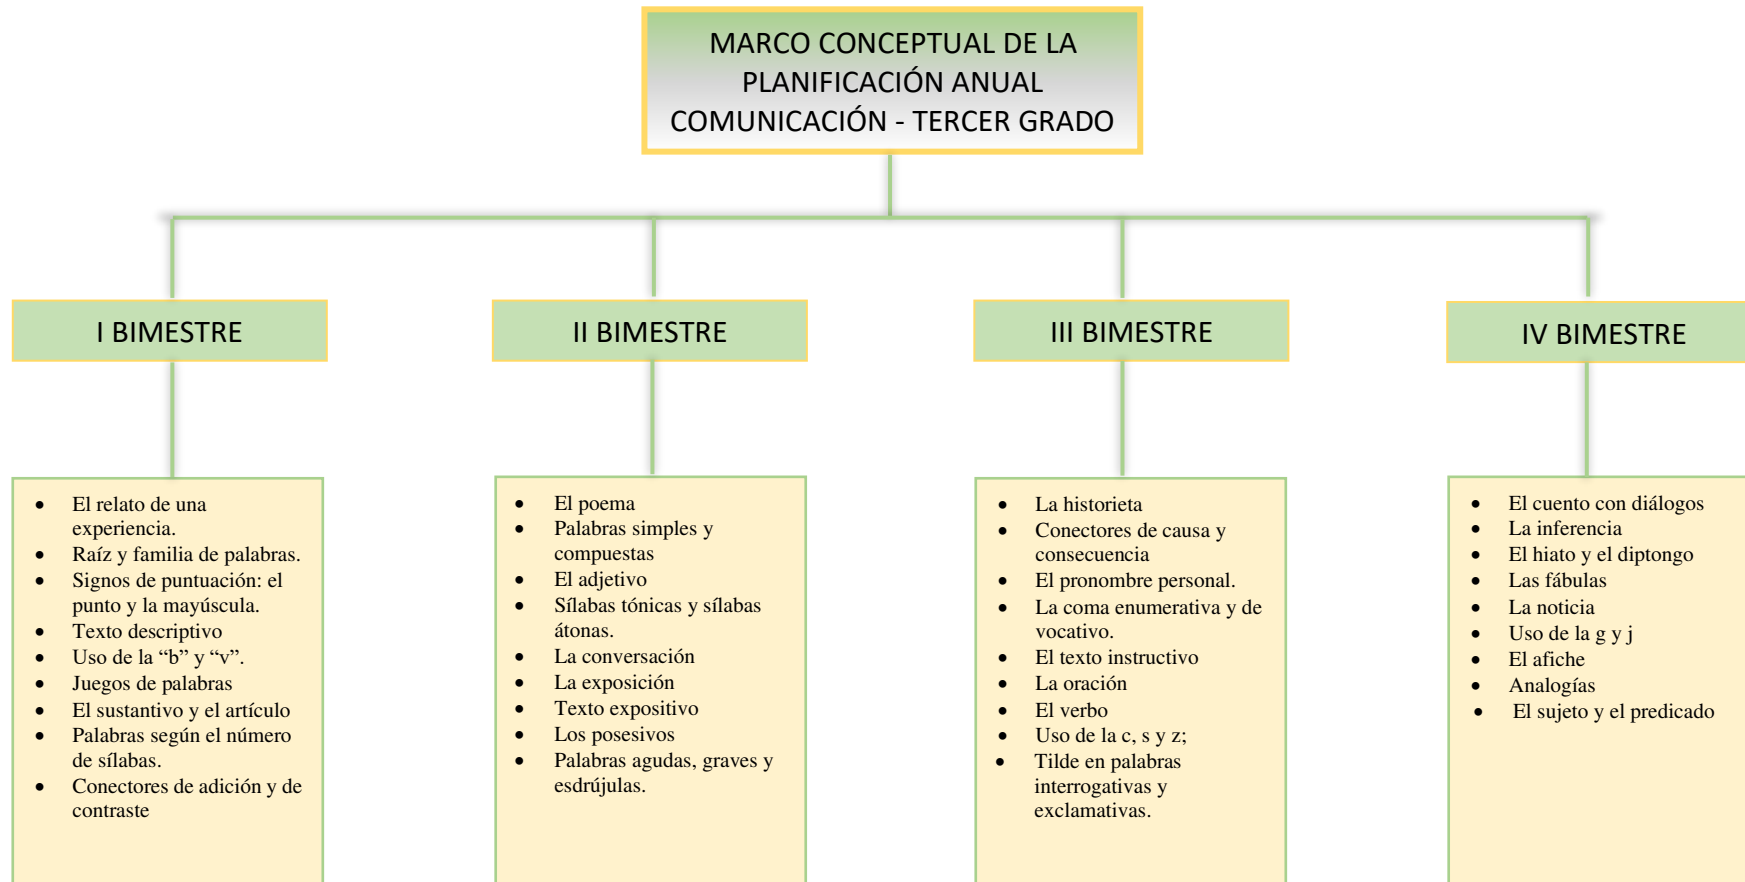 MARCO CONCEPTUAL DE LA
PLANIFICACIÓN ANUAL
COMUNICACIÓN - TERCER GRADO
I BIMESTRE
• El relato de una
experiencia.
• Raíz y familia de palabras.
• Signos de puntuación: el
punto y la mayúscula.
• Texto descriptivo
• Uso de la “b” y “v”.
• Juegos de palabras
• El sustantivo y el artículo
• Palabras según el número
de sílabas.
• Conectores de adición y de
contraste
II BIMESTRE
• El poema
• Palabras simples y
compuestas
• El adjetivo
• Sílabas tónicas y sílabas
átonas.
• La conversación
• La exposición
• Texto expositivo
• Los posesivos
• Palabras agudas, graves y
esdrújulas.
III BIMESTRE
• La historieta
• Conectores de causa y
consecuencia
• El pronombre personal.
• La coma enumerativa y de
vocativo.
• El texto instructivo
• La oración
• El verbo
• Uso de la c, s y z;
• Tilde en palabras
interrogativas y
exclamativas.
IV BIMESTRE
• El cuento con diálogos
• La inferencia
• El hiato y el diptongo
• Las fábulas
• La noticia
• Uso de la g y j
• El afiche
• Analogías
• El sujeto y el predicado